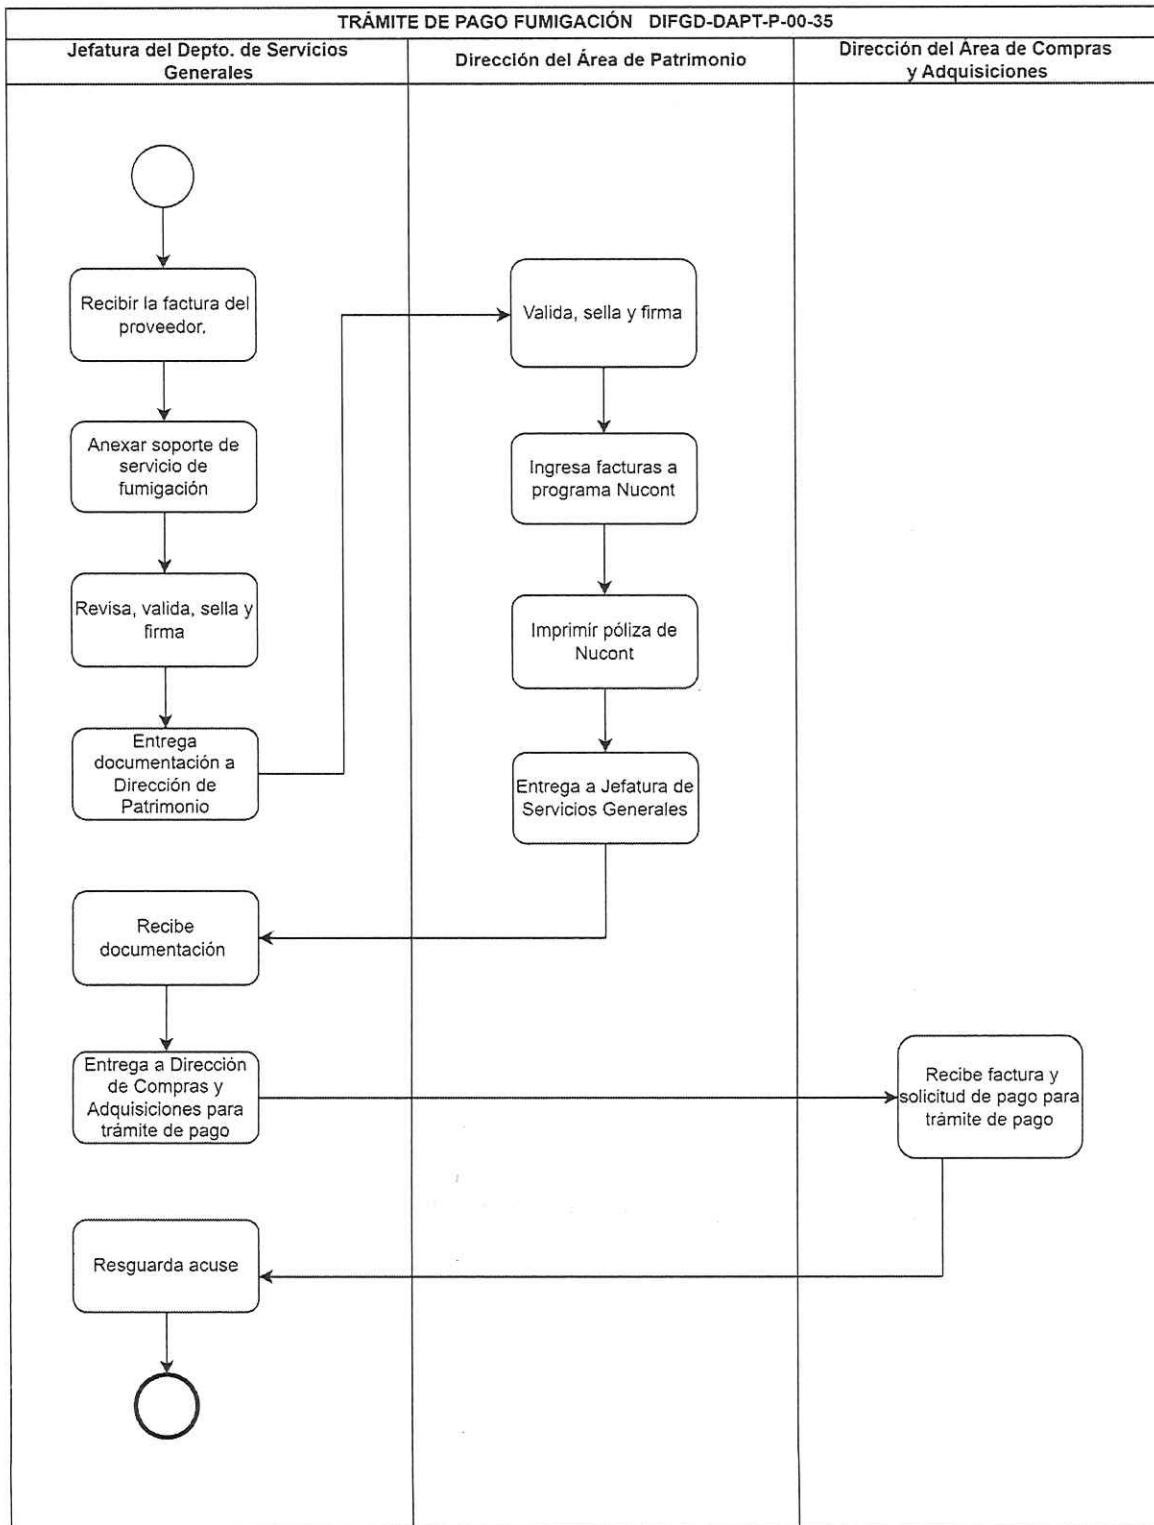 TRÁMITE DE PAGO FUMIGACIÓN DIFGD-DAPT-P-00-35
Jefatura del Depto. de Servicios
Generales
Dirección del Área de Patrimonio
Dirección del Área de Compras
y Adquisiciones
Recibir la factura del
proveedor.
Anexar soporte de
servicio de
fumigación
Revisa, valida, sella y
firma
Entrega
documentación a
Dirección de
Patrimonio
Valida, sella y firma
Ingresa facturas a
programa Nucont
Imprimír póliza de
Nucont
Entrega a Jefatura de
Servicios Generales
Recibe
documentación
Entrega a Dirección
de Compras y
Adquisiciones para
trámite de pago
Recibe factura y
solicitud de pago para
trámite de pago
Resguarda acuse